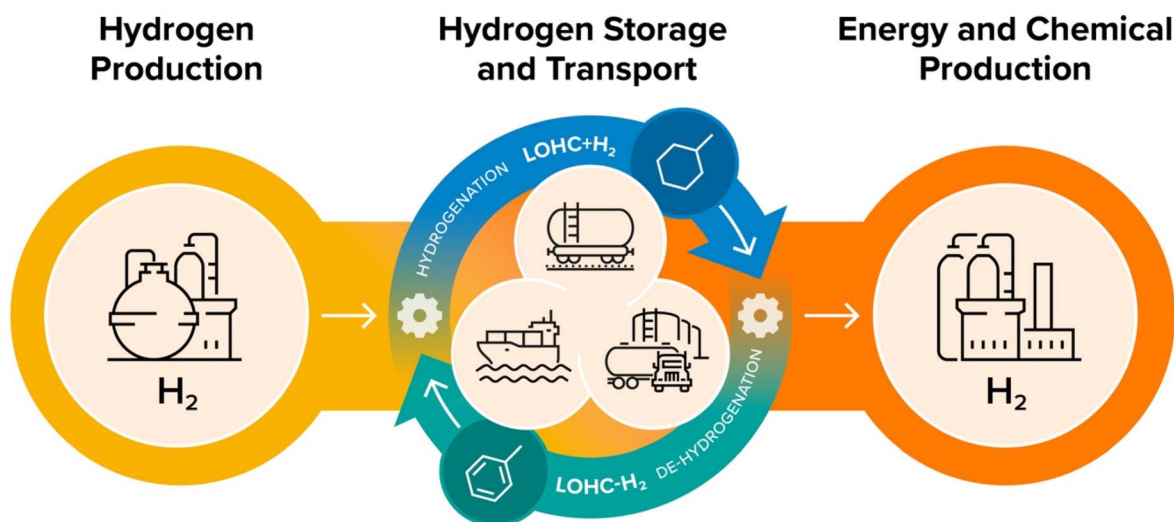 Hydrogen
Production
Hydrogen Storage
and Transport
Energy and Chemical
Production
HYDROGENATION
LOHC+H₂
H₂
LOHC-H₂
DE-HYDROGENATION
H₂